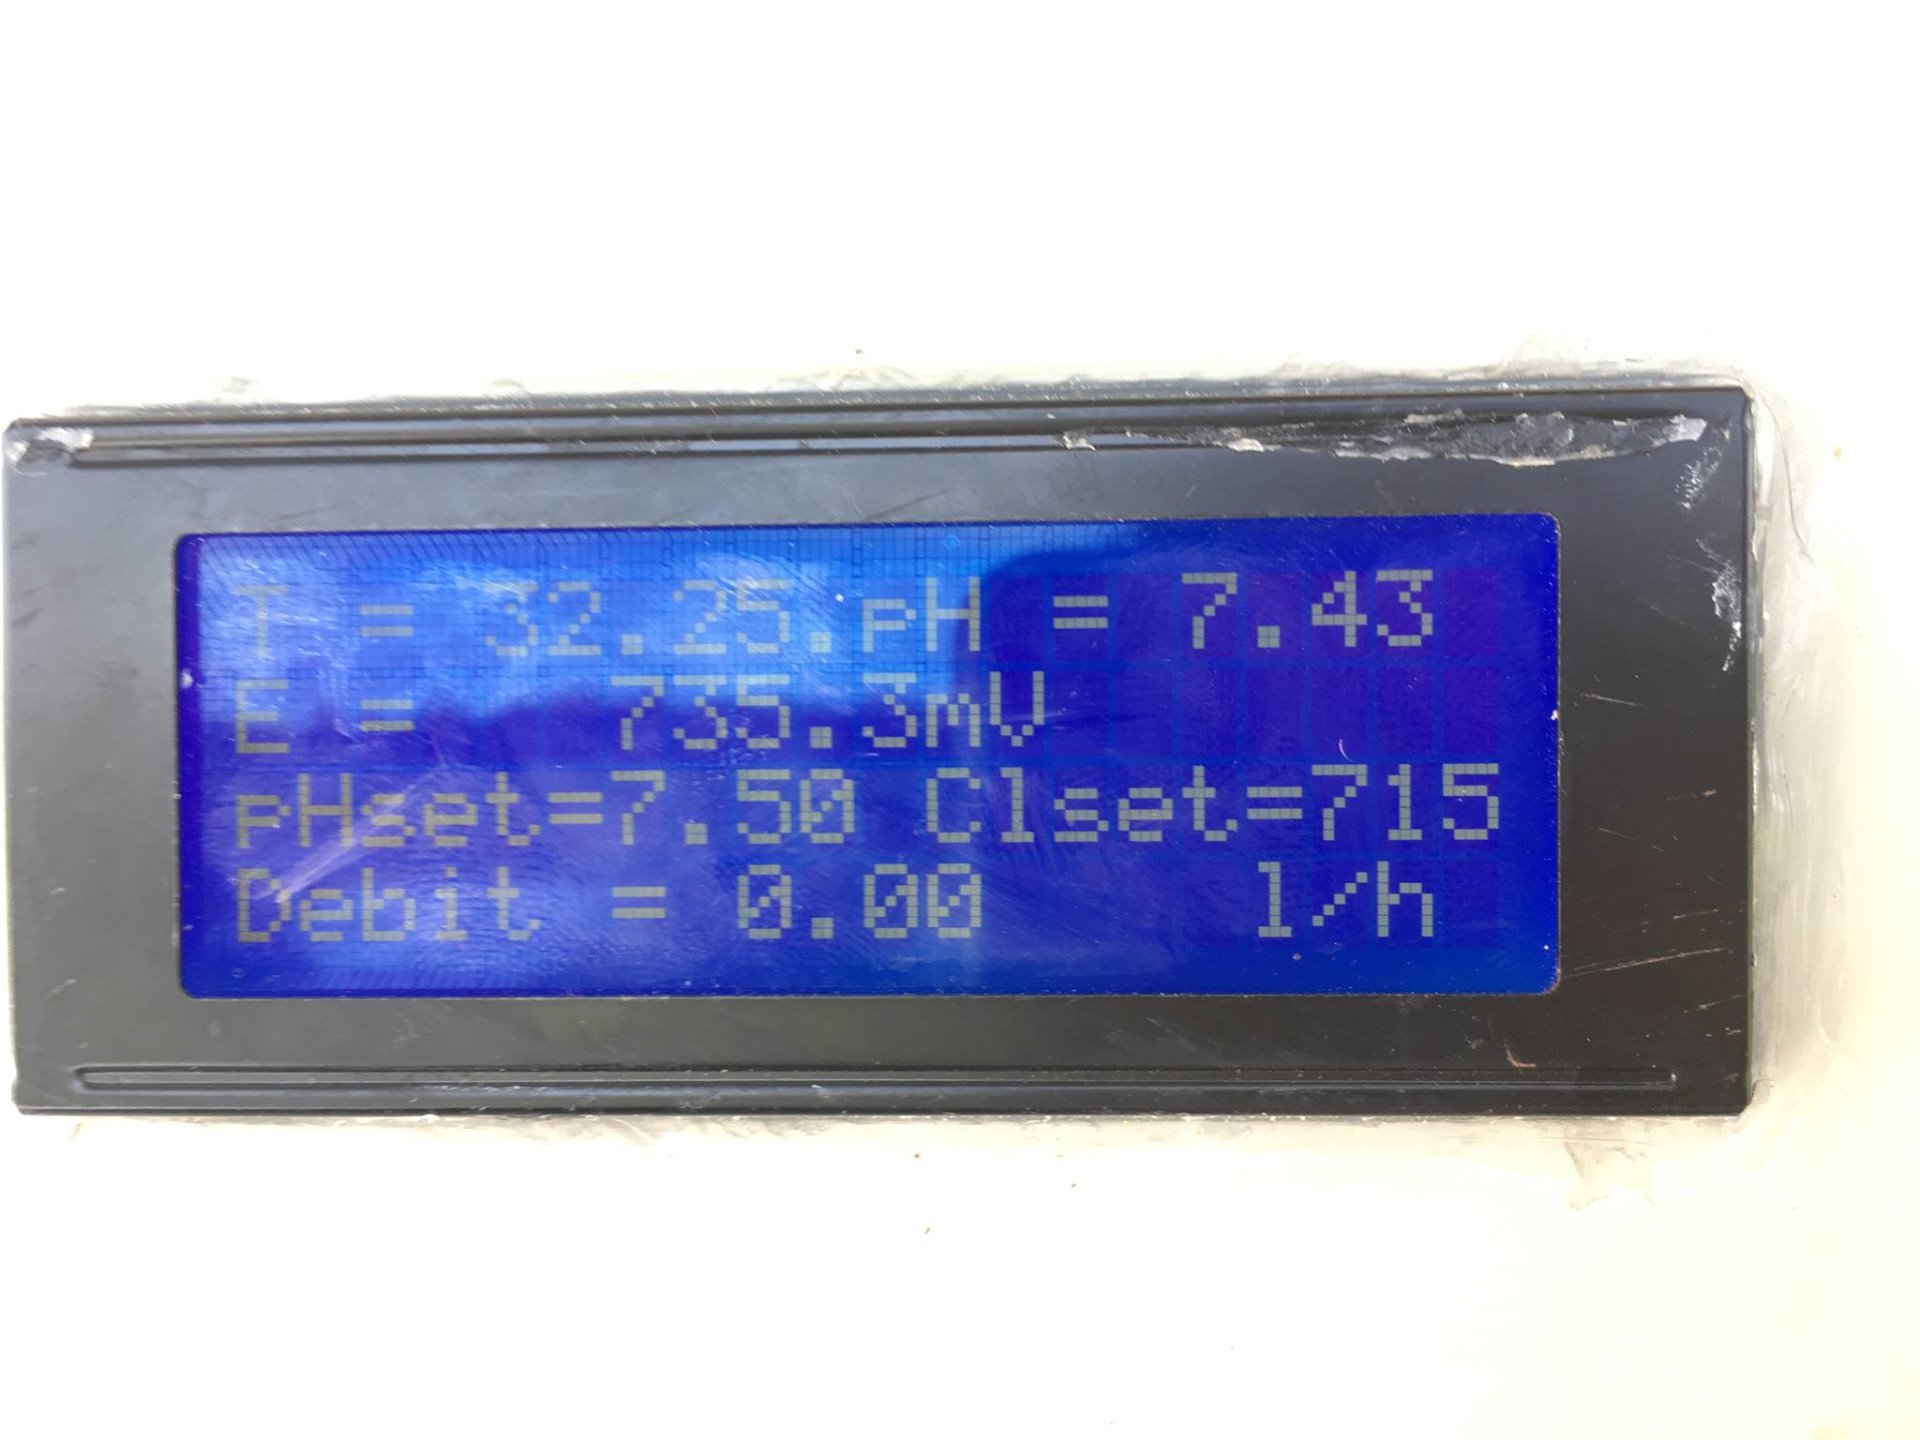 T = 32.25.pH = 7.43
E = 735.3mV
pHset=7.50 Clset=715
Debit = 0.00 l/h